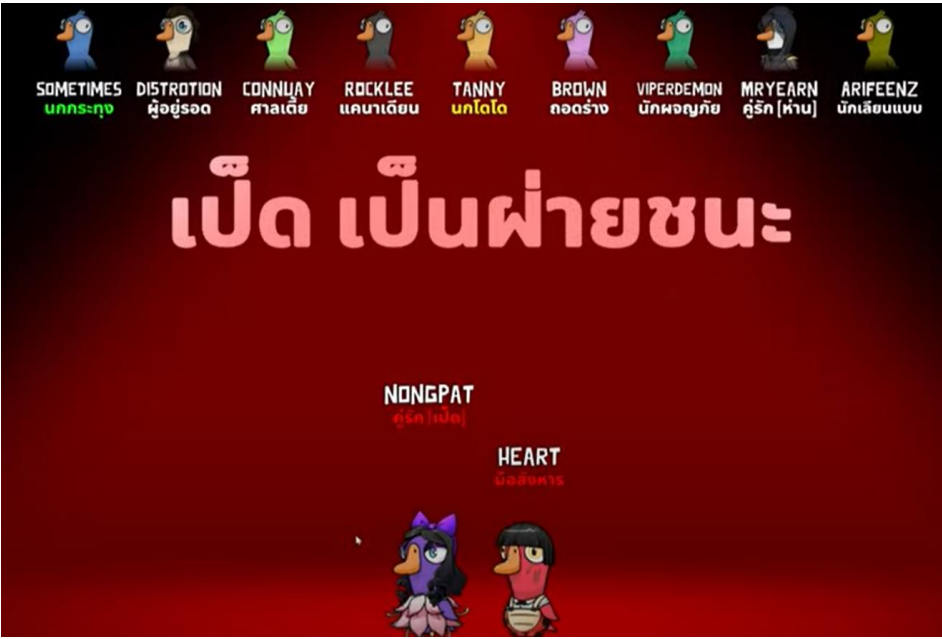 SOMETIMES DISTROTION CONNUAY ROCKLEE TANNY BROWN VIPERDEMON MRYEARN ARIFEENZ
นกกระทุง ผู้อยู่รอด ศาลเตี้ย แคนาเดียน นกโดโด ถอดร่าง นักผจญภัย คู่รัก [ห่าน] นักเลียนแบบ
เป็ด เป็นฝ่ายชนะ
NONGPAT
คู่รัก [เป็ด]
HEART
มือสังหาร